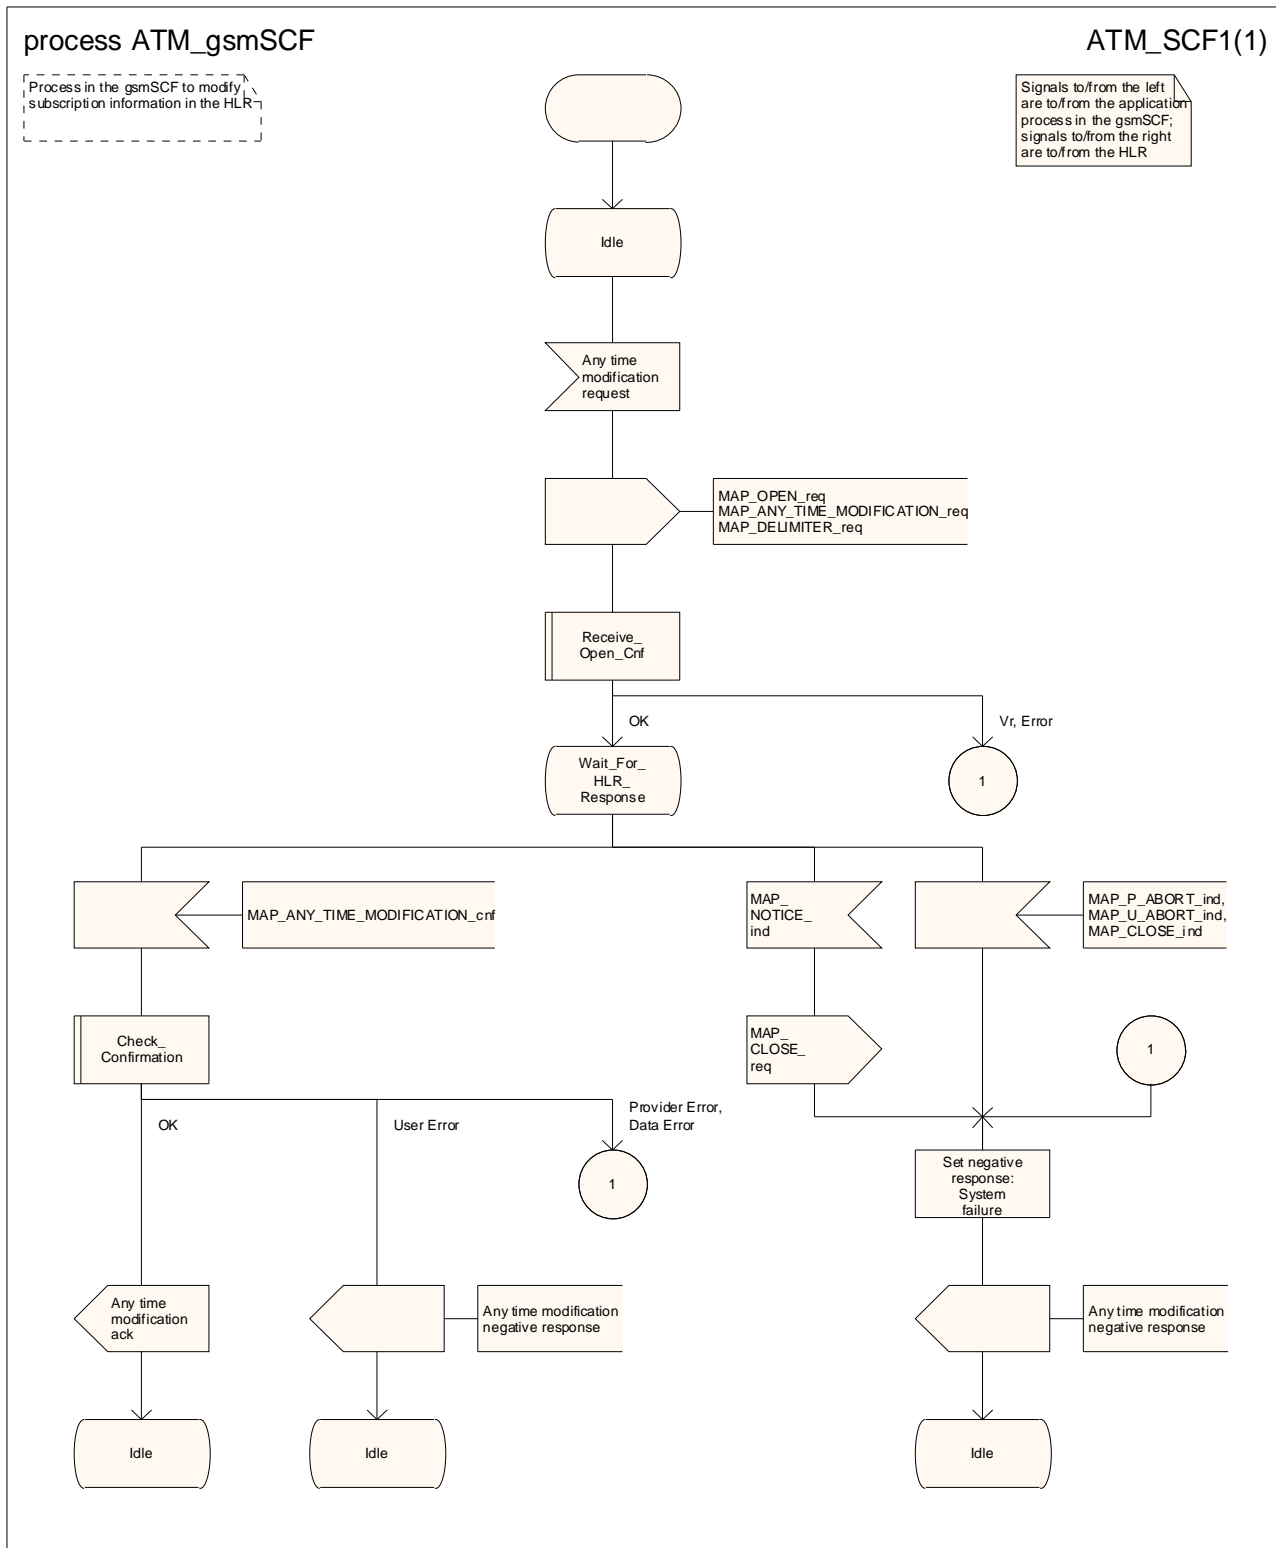 process ATM_gsmSCF
ATM_SCF1(1)
Process in the gsmSCF to modify
subscription information in the HLR
Signals to/from the left
are to/from the application
process in the gsmSCF;
signals to/from the right
are to/from the HLR
Idle
Any time
modification
request
MAP_OPEN_req
MAP_ANY_TIME_MODIFICATION_req
MAP_DELIMITER_req
Receive_
Open_Cnf
OK
Vr, Error
Wait_For_
HLR_
Response
1
MAP_ANY_TIME_MODIFICATION_cnf
MAP_
NOTICE_
ind
MAP_P_ABORT_ind,
MAP_U_ABORT_ind,
MAP_CLOSE_ind
Check_
Confirmation
MAP_
CLOSE_
req
1
OK
User Error
Provider Error,
Data Error
1
Set negative
response:
System
failure
Any time
modification
ack
Any time modification
negative response
Any time modification
negative response
Idle
Idle
Idle